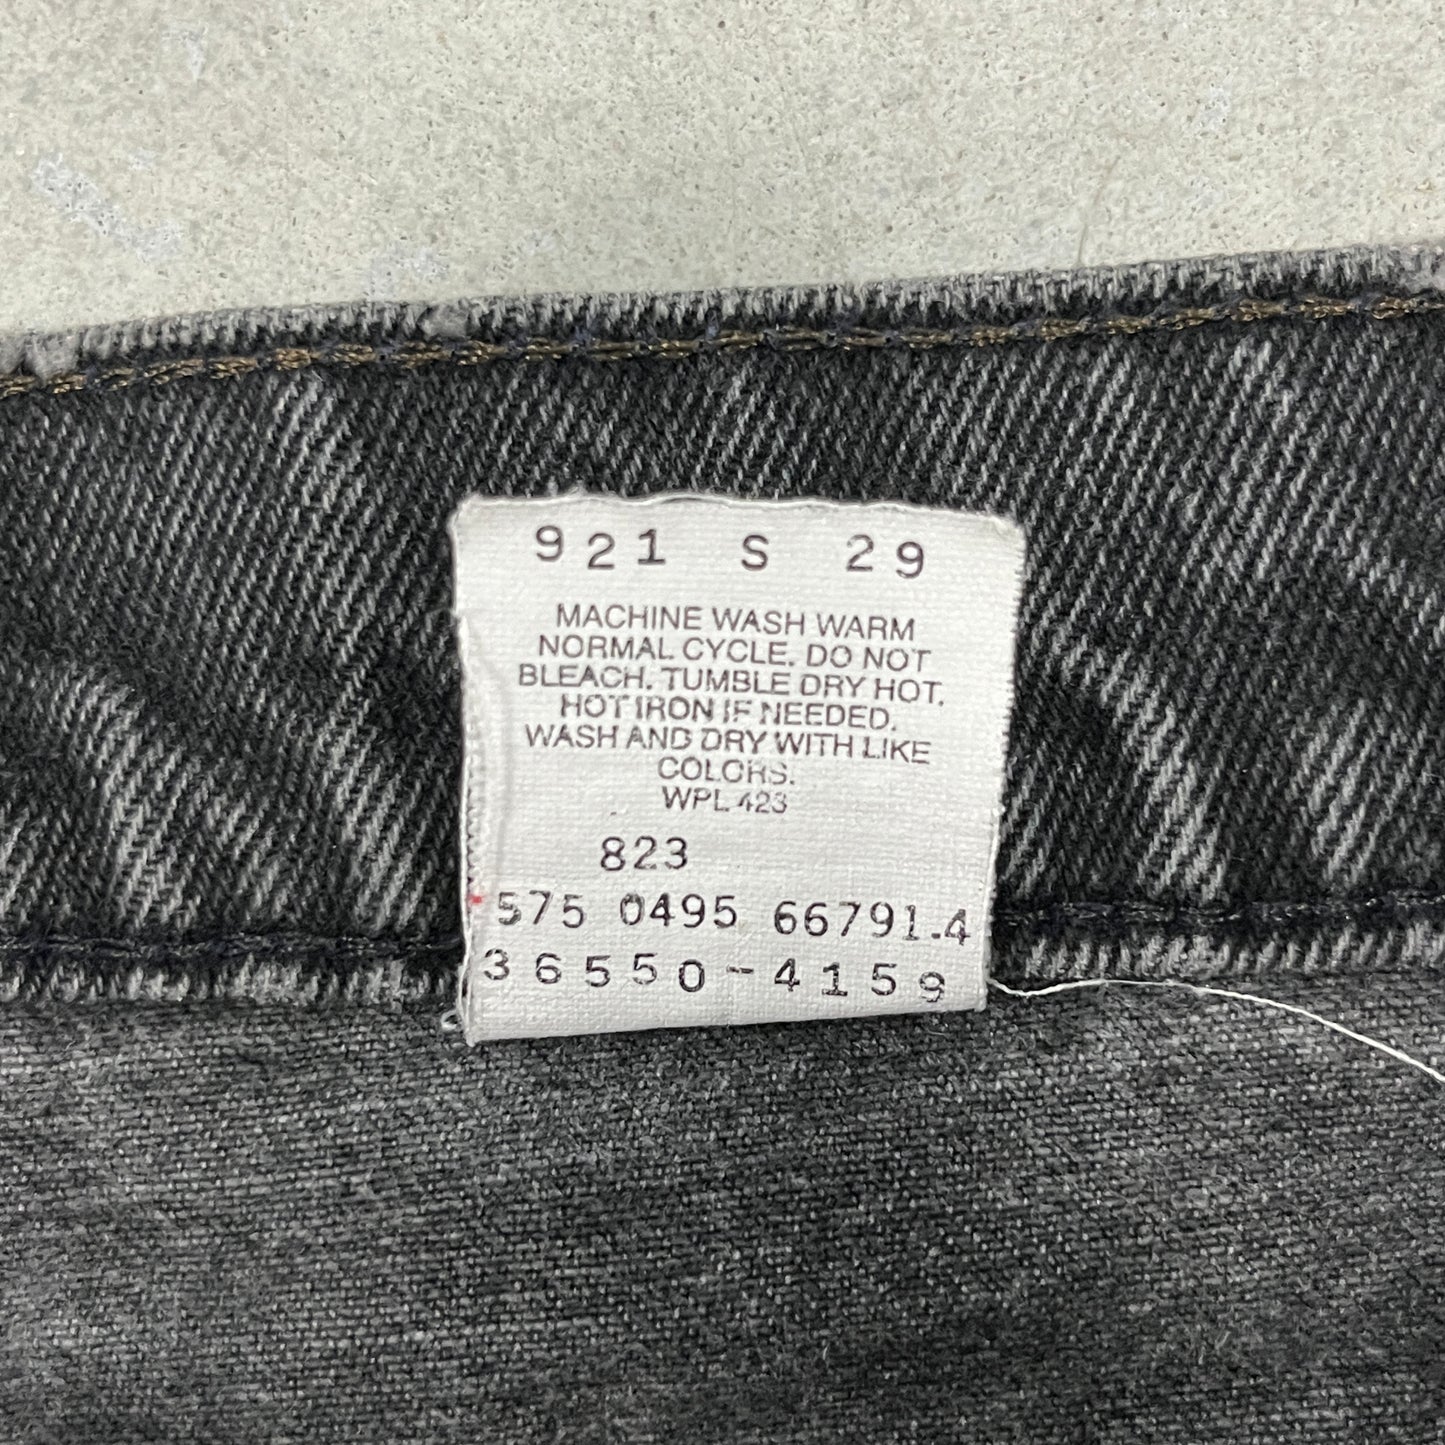 921 S 29
MACHINE WASH WARM
NORMAL CYCLE. DO NOT
BLEACH. TUMBLE DRY HOT.
HOT IRON IF NEEDED.
WASH AND DRY WITH LIKE
COLORS.
WPL 423
823
575 0495 66791.4
36550-4159